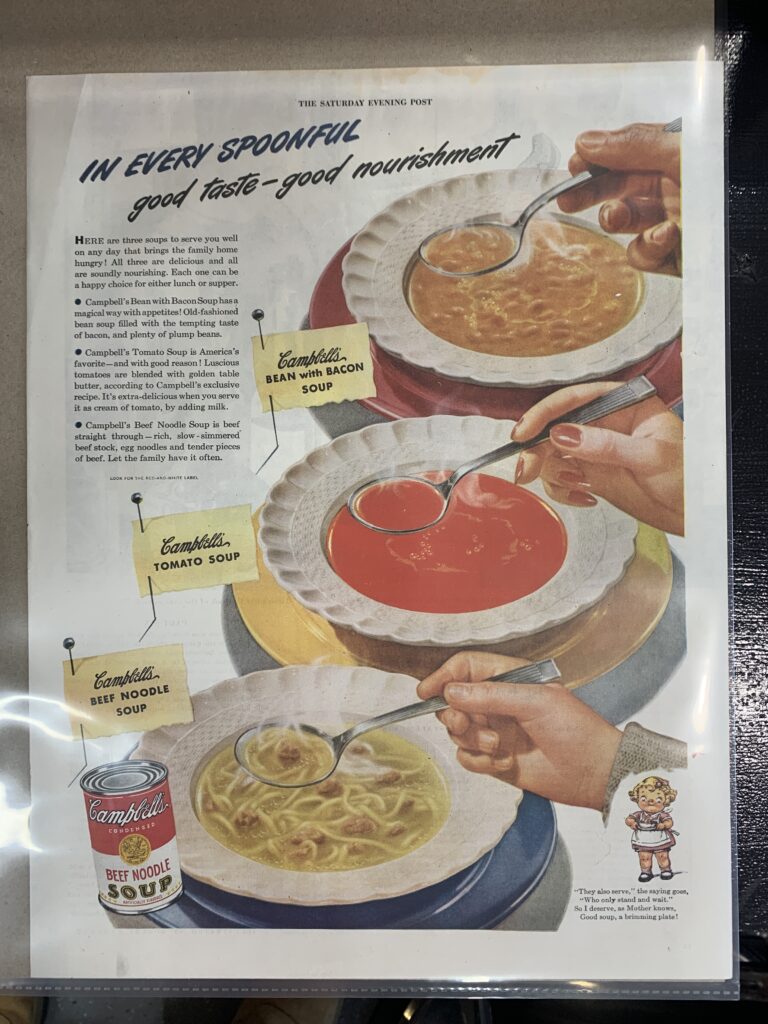 THE SATURDAY EVENING POST
IN EVERY SPOONFUL
good taste—good nourishment
HERE are three soups to serve you well
on any day that brings the family home
hungry! All three are delicious and all
are soundly nourishing. Each one can be
a happy choice for either lunch or supper.
● Campbell's Bean with Bacon Soup has a
magical way with appetites! Old-fashioned
bean soup filled with the tempting taste
of bacon, and plenty of plump beans.
● Campbell's Tomato Soup is America's
favorite—and with good reason! Luscious
tomatoes are blended with golden table
butter, according to Campbell's exclusive
recipe. It's extra-delicious when you serve
it as cream of tomato, by adding milk.
● Campbell's Beef Noodle Soup is beef
straight through—rich, slow-simmered
beef stock, egg noodles and tender pieces
of beef. Let the family have it often.
LOOK FOR THE RED-AND-WHITE LABEL
Campbell's
BEAN with BACON
SOUP
Campbell's
TOMATO SOUP
Campbell's
BEEF NOODLE
SOUP
Campbell's
CONDENSED
BEEF NOODLE
SOUP
ARTIFICIALLY FLAVORED
"They also serve," the saying goes,
"Who only stand and wait."
So I deserve, as Mother knows,
Good soup, a brimming plate!